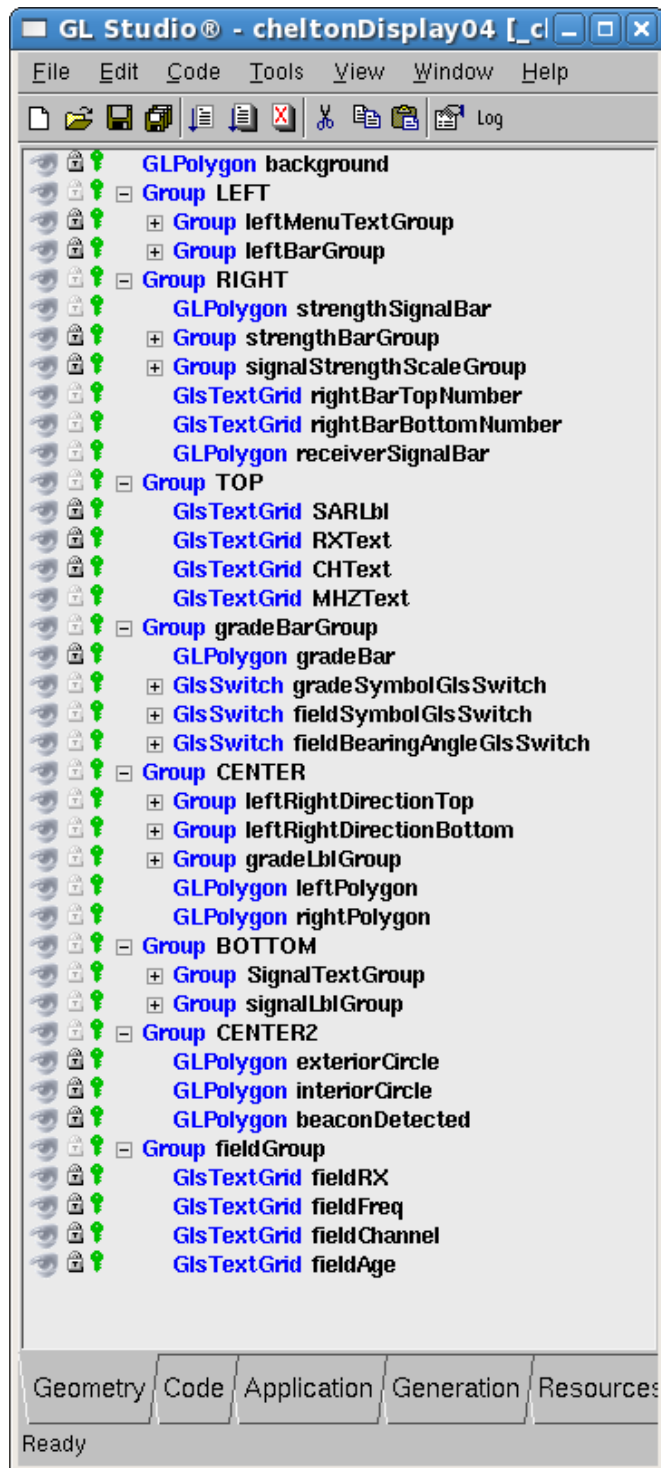 GL Studio® - cheltonDisplay04 [_cl
File Edit Code Tools View Window Help
Log
GLPolygon background
Group LEFT
Group leftMenuTextGroup
Group leftBarGroup
Group RIGHT
GLPolygon strengthSignalBar
Group strengthBarGroup
Group signalStrengthScaleGroup
GlsTextGrid rightBarTopNumber
GlsTextGrid rightBarBottomNumber
GLPolygon receiverSignalBar
Group TOP
GlsTextGrid SARLbl
GlsTextGrid RXText
GlsTextGrid CHText
GlsTextGrid MHZText
Group gradeBarGroup
GLPolygon gradeBar
GlsSwitch gradeSymbolGlsSwitch
GlsSwitch fieldSymbolGlsSwitch
GlsSwitch fieldBearingAngleGlsSwitch
Group CENTER
Group leftRightDirectionTop
Group leftRightDirectionBottom
Group gradeLblGroup
GLPolygon leftPolygon
GLPolygon rightPolygon
Group BOTTOM
Group SignalTextGroup
Group signalLblGroup
Group CENTER2
GLPolygon exteriorCircle
GLPolygon interiorCircle
GLPolygon beaconDetected
Group fieldGroup
GlsTextGrid fieldRX
GlsTextGrid fieldFreq
GlsTextGrid fieldChannel
GlsTextGrid fieldAge
Geometry Code Application Generation Resources
Ready